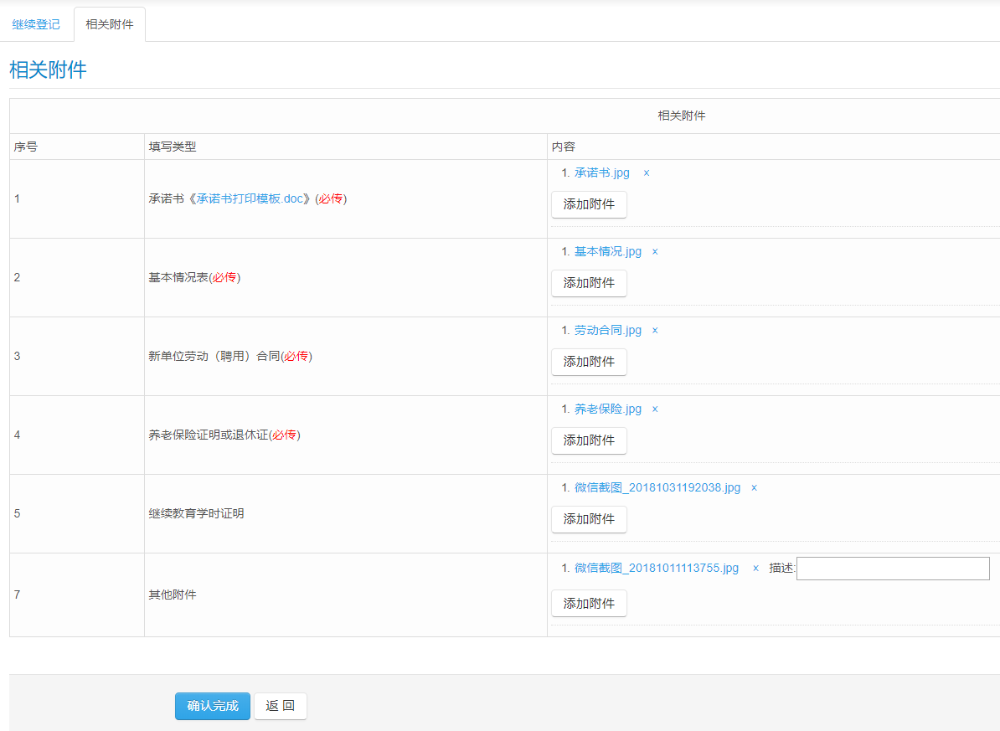 继续登记 相关附件
相关附件
相关附件
序号 填写类型 内容
1 承诺书《承诺书打印模板.doc》(必传) 1. 承诺书.jpg ×
添加附件
2 基本情况表(必传) 1. 基本情况.jpg ×
添加附件
3 新单位劳动（聘用）合同(必传) 1. 劳动合同.jpg ×
添加附件
4 养老保险证明或退休证(必传) 1. 养老保险.jpg ×
添加附件
5 继续教育学时证明 1. 微信截图_20181031192038.jpg ×
添加附件
7 其他附件 1. 微信截图_20181011113755.jpg × 描述:
添加附件
确认完成 返 回